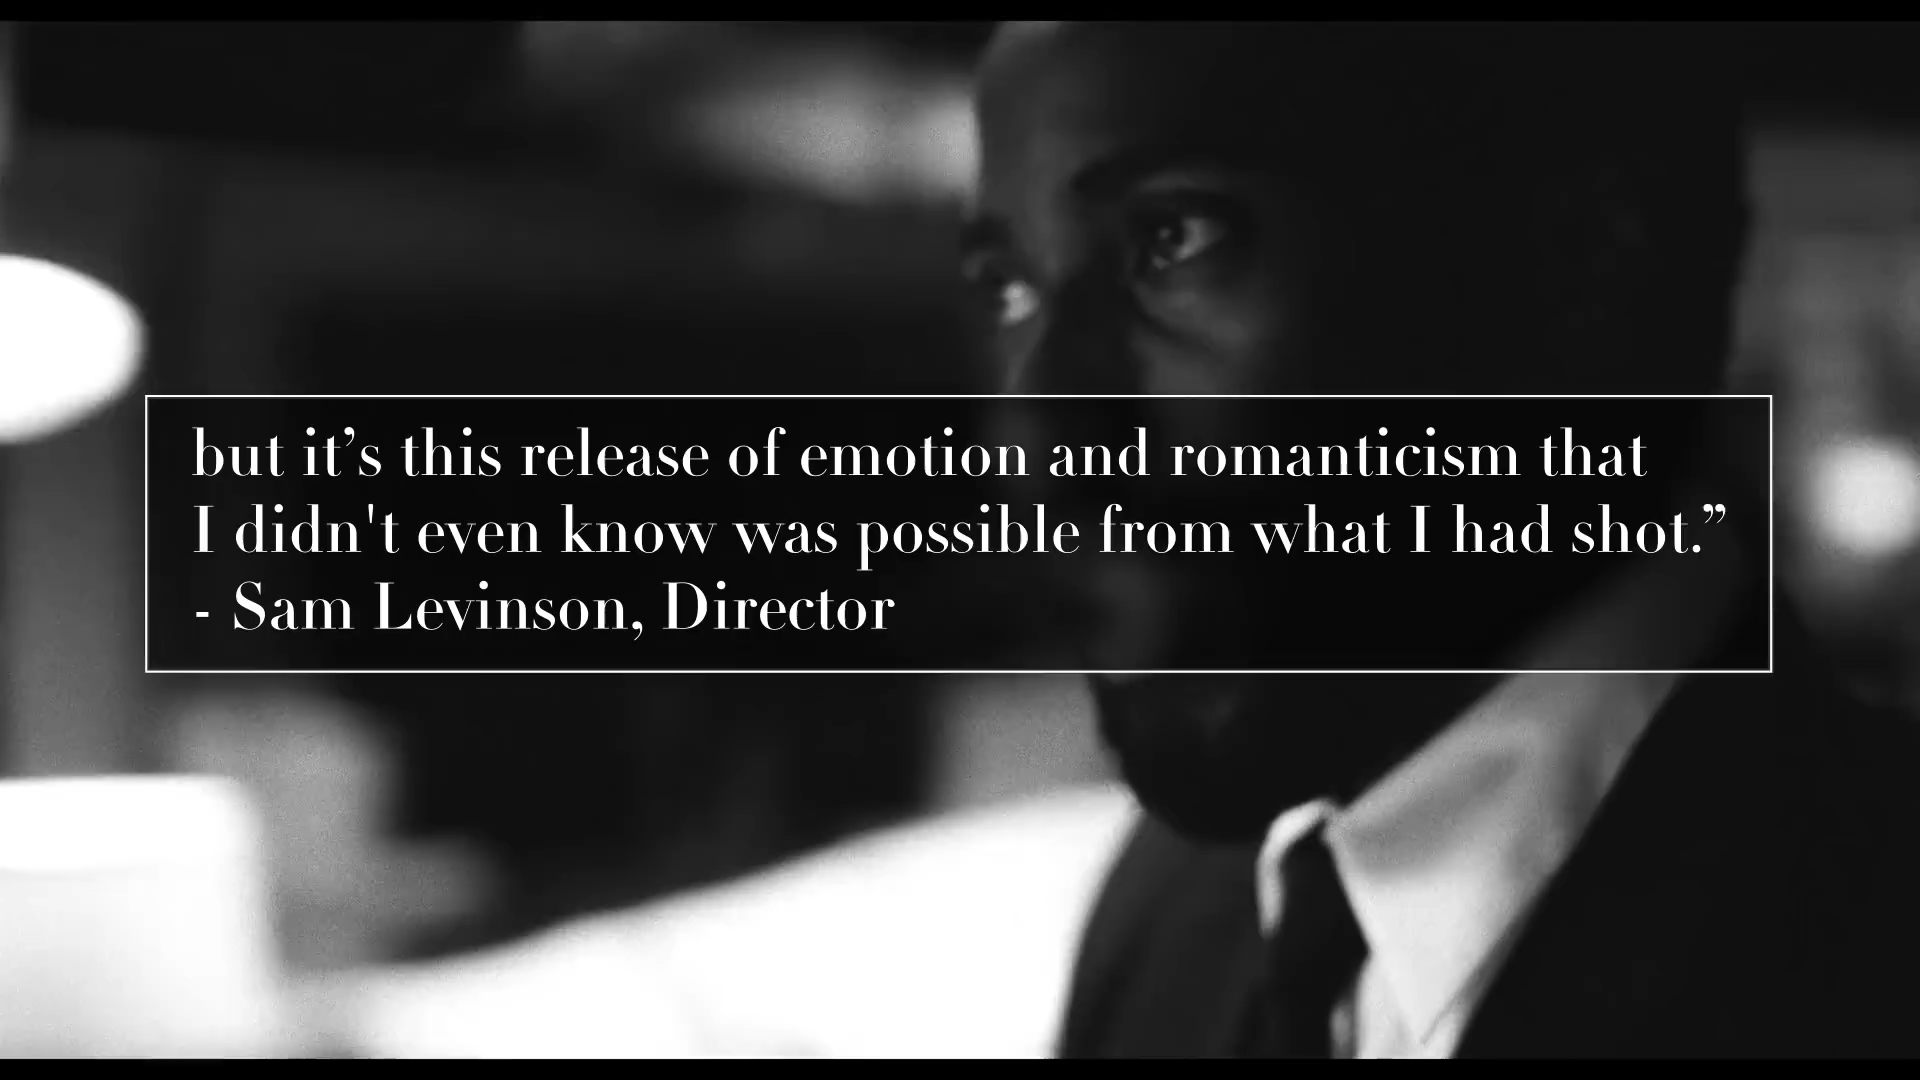 but it’s this release of emotion and romanticism that
I didn't even know was possible from what I had shot.”
- Sam Levinson, Director